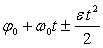 φ₀ + ω₀t ± εt²/2